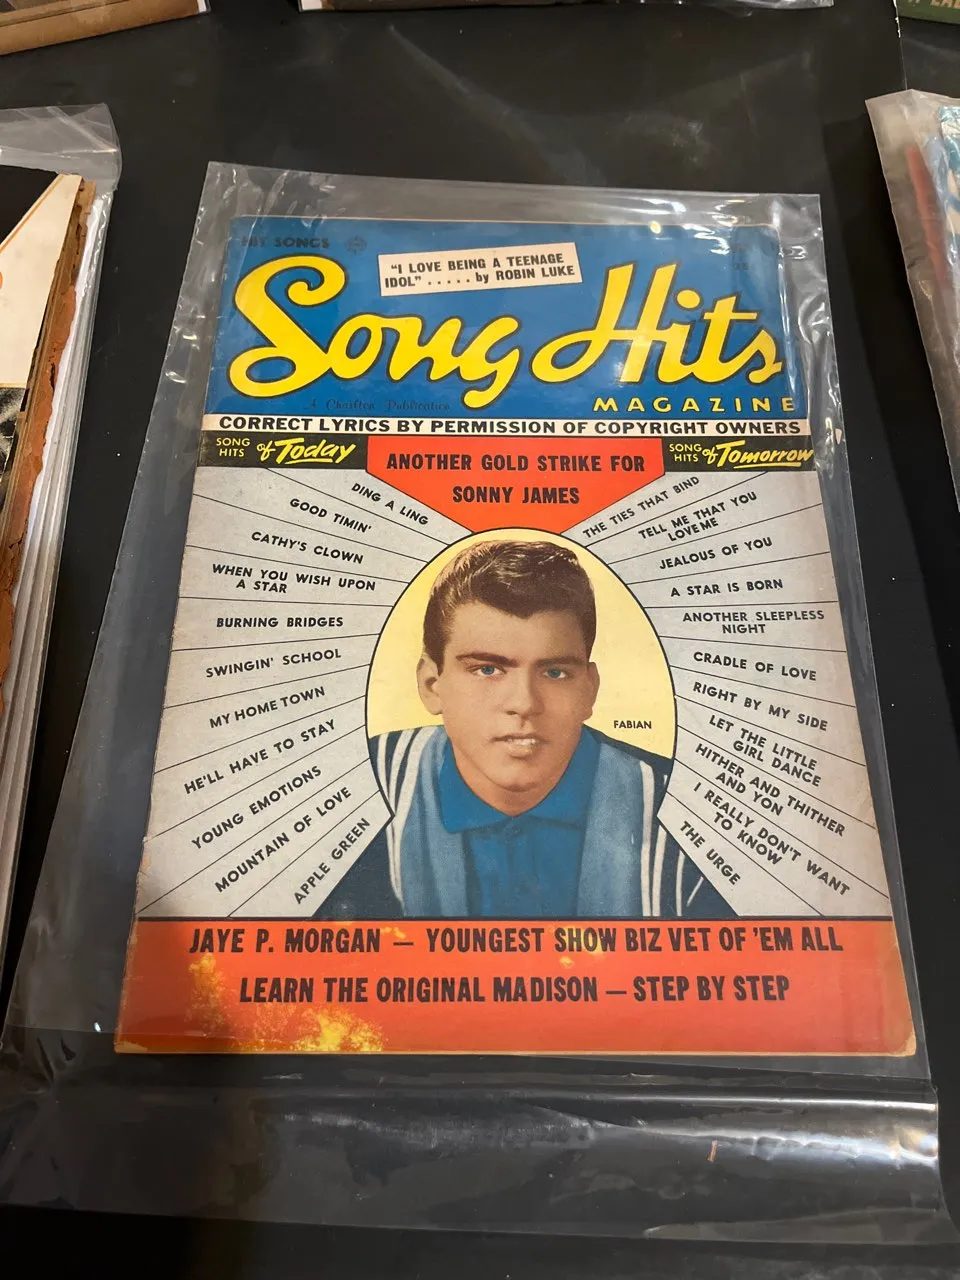 HIT SONGS
"I LOVE BEING A TEENAGE
IDOL" ..... by ROBIN LUKE
Song Hits
A Charlton Publication
MAGAZINE
CORRECT LYRICS BY PERMISSION OF COPYRIGHT OWNERS
SONG
HITS of Today
ANOTHER GOLD STRIKE FOR
SONNY JAMES
SONG
HITS of Tomorrow
DING A LING
GOOD TIMIN'
CATHY'S CLOWN
WHEN YOU WISH UPON
A STAR
BURNING BRIDGES
SWINGIN' SCHOOL
MY HOME TOWN
HE'LL HAVE TO STAY
YOUNG EMOTIONS
MOUNTAIN OF LOVE
APPLE GREEN
FABIAN
THE TIES THAT BIND
TELL ME THAT YOU
LOVE ME
JEALOUS OF YOU
A STAR IS BORN
ANOTHER SLEEPLESS
NIGHT
CRADLE OF LOVE
RIGHT BY MY SIDE
LET THE LITTLE
GIRL DANCE
HITHER AND THITHER
AND YON
I REALLY DON'T WANT
TO KNOW
THE URGE
JAYE P. MORGAN — YOUNGEST SHOW BIZ VET OF 'EM ALL
LEARN THE ORIGINAL MADISON — STEP BY STEP